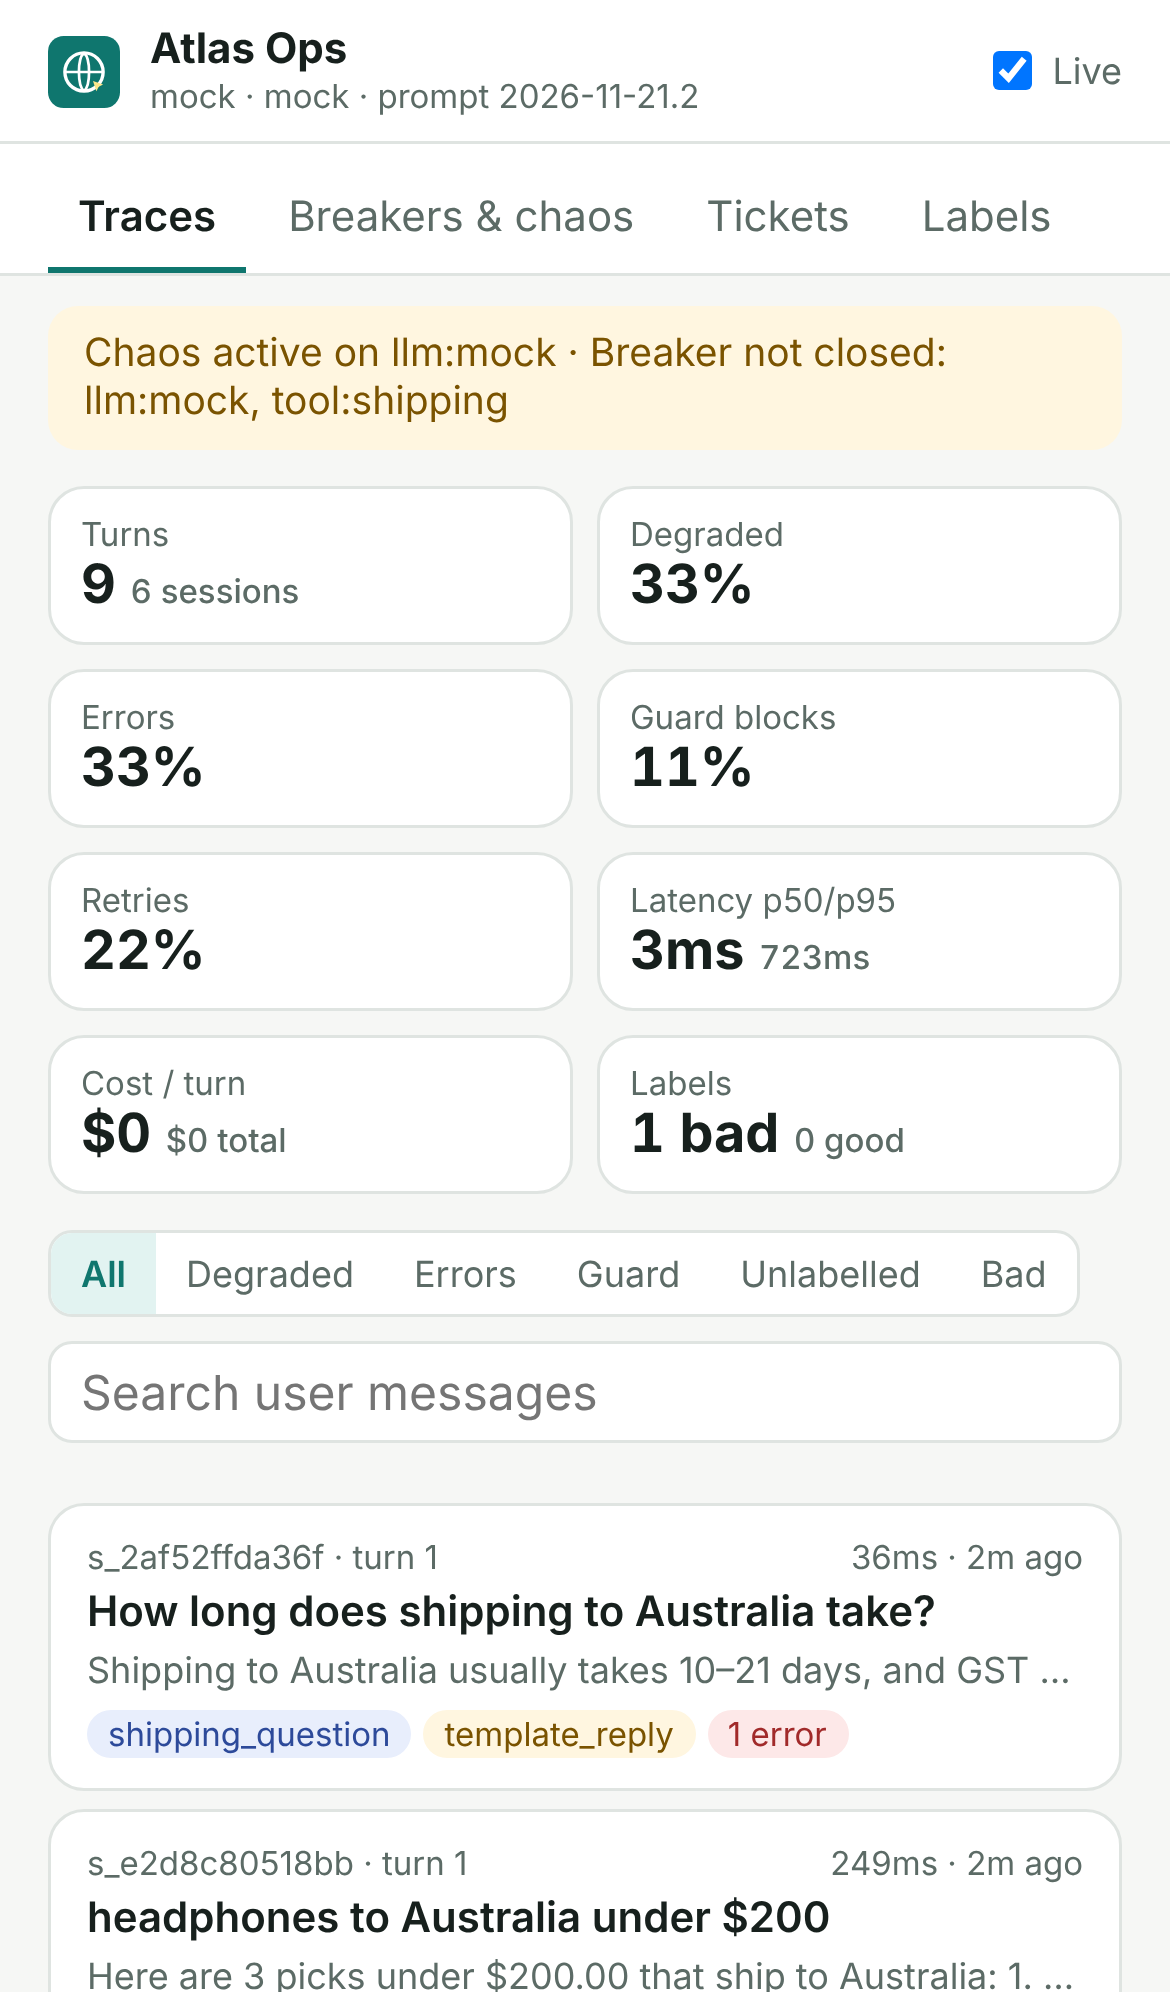 Atlas Ops
mock · mock · prompt 2026-11-21.2
Live
Traces
Breakers & chaos
Tickets
Labels
Chaos active on llm:mock · Breaker not closed:
llm:mock, tool:shipping
Turns
9 6 sessions
Degraded
33%
Errors
33%
Guard blocks
11%
Retries
22%
Latency p50/p95
3ms 723ms
Cost / turn
$0 $0 total
Labels
1 bad 0 good
All
Degraded
Errors
Guard
Unlabelled
Bad
Search user messages
s_2af52ffda36f · turn 1
36ms · 2m ago
How long does shipping to Australia take?
Shipping to Australia usually takes 10–21 days, and GST ...
shipping_question
template_reply
1 error
s_e2d8c80518bb · turn 1
249ms · 2m ago
headphones to Australia under $200
Here are 3 picks under $200.00 that ship to Australia: 1. ...